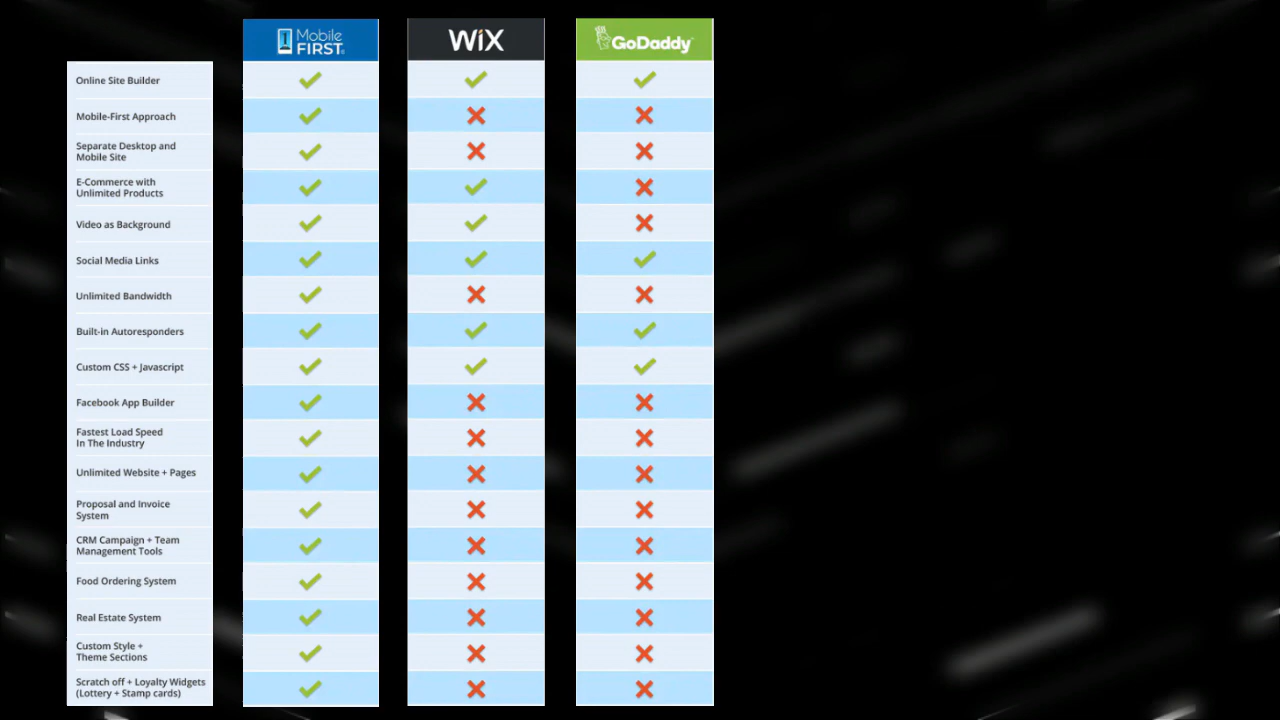 Mobile
FIRST
WiX
GoDaddy
Online Site Builder
Mobile-First Approach
Separate Desktop and
Mobile Site
E-Commerce with
Unlimited Products
Video as Background
Social Media Links
Unlimited Bandwidth
Built-in Autoresponders
Custom CSS + Javascript
Facebook App Builder
Fastest Load Speed
In The Industry
Unlimited Website + Pages
Proposal and Invoice
System
CRM Campaign + Team
Management Tools
Food Ordering System
Real Estate System
Custom Style +
Theme Sections
Scratch off + Loyalty Widgets
(Lottery + Stamp cards)